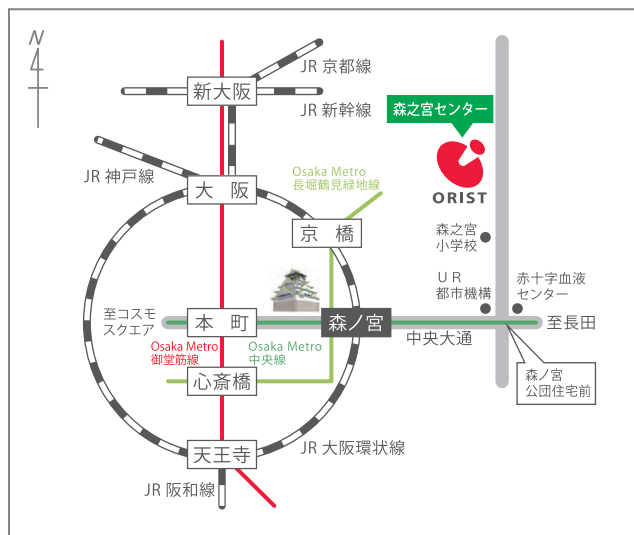 N
JR 京都線
新大阪
JR 新幹線
森之宮センター
JR 神戸線
大 阪
Osaka Metro
長堀鶴見緑地線
ORIST
京 橋
森之宮
小学校
UR
都市機構
赤十字血液
センター
至コスモ
スクエア
本 町
森ノ宮
中央大通
至長田
Osaka Metro
御堂筋線
Osaka Metro
中央線
心斎橋
森ノ宮
公団住宅前
天王寺
JR 大阪環状線
JR 阪和線